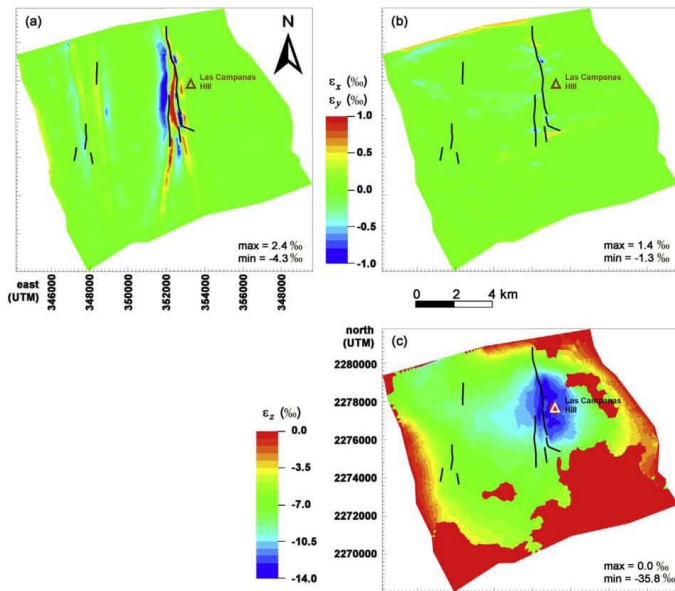 (a)
N
Las Campanas
Hill
max = 2.4 ‰
min = -4.3‰
east
(UTM)
346000
348000
350000
352000
354000
356000
358000
εx (‰)
εy (‰)
1.0
0.5
0.0
-0.5
-1.0
(b)
Las Campanas
Hill
max = 1.4 ‰
min = -1.3‰
0 2 4 km
north
(UTM)
2280000
2278000
2276000
2274000
2272000
2270000
(c)
Las Campanas
Hill
max = 0.0 ‰
min = -35.8 ‰
εz (‰)
0.0
-3.5
-7.0
-10.5
-14.0